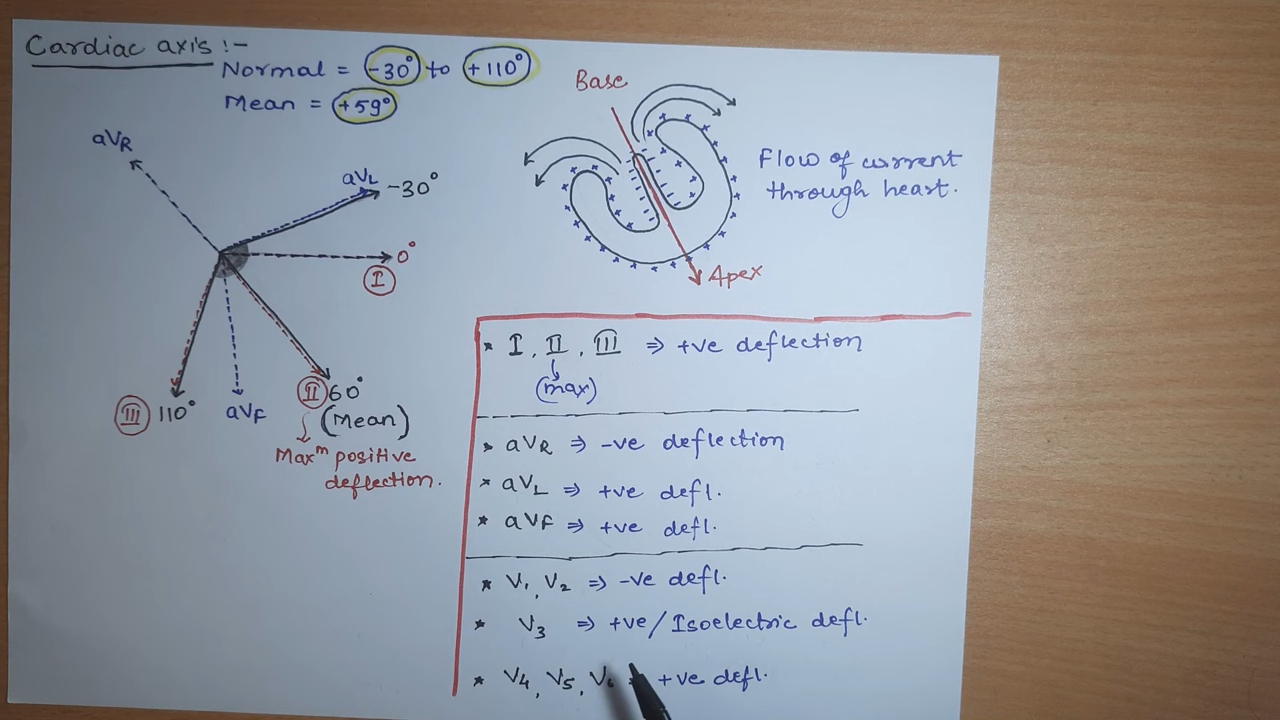 Cardiac axis :-
Normal = -30° to +110°
Mean = +59°
aVR
aVL -30°
0°
I
III 110°
aVF
II 60°
(Mean)
Maxᵐ positive
deflection.
Base
Flow of current
through heart.
Apex
* I, II, III ⇒ +ve deflection
(max)
* aVR ⇒ -ve deflection
* aVL ⇒ +ve defl.
* aVF ⇒ +ve defl.
* V1, V2 ⇒ -ve defl.
* V3 ⇒ +ve/Isoelectric defl.
* V4, V5, V6 +ve defl.